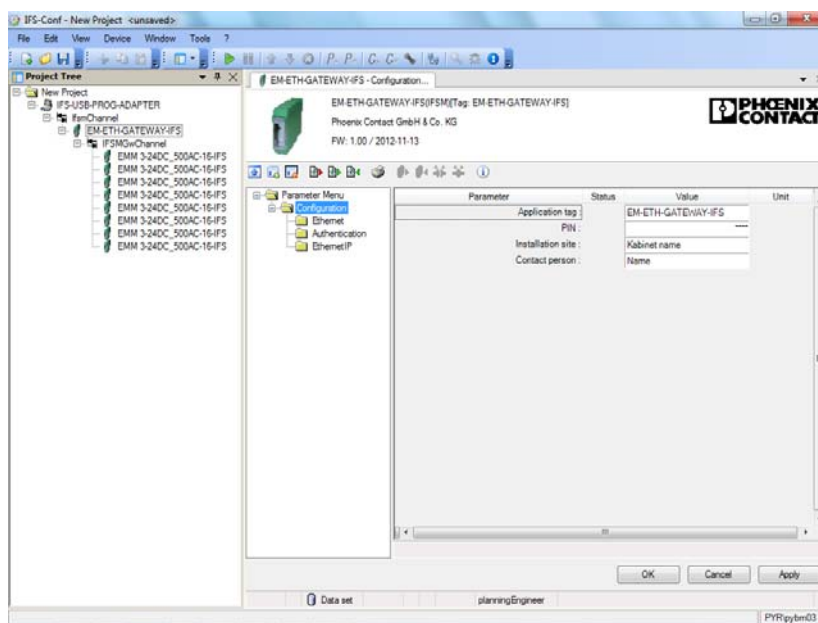 IFS-Conf - New Project <unsaved>
File Edit View Device Window Tools ?
Project Tree
New Project
IFS-USB-PROG-ADAPTER
IfsmChannel
EM-ETH-GATEWAY-IFS
IFSMGwChannel
EMM 3-24DC_500AC-16-IFS
EMM 3-24DC_500AC-16-IFS
EMM 3-24DC_500AC-16-IFS
EMM 3-24DC_500AC-16-IFS
EMM 3-24DC_500AC-16-IFS
EMM 3-24DC_500AC-16-IFS
EMM 3-24DC_500AC-16-IFS
EMM 3-24DC_500AC-16-IFS
EM-ETH-GATEWAY-IFS - Configuration...
EM-ETH-GATEWAY-IFS(IFSM)[Tag: EM-ETH-GATEWAY-IFS]
Phoenix Contact GmbH & Co. KG
FW: 1.00 / 2012-11-13
PHŒNIX
CONTACT
Parameter Menu
Configuration
Ethernet
Authentication
EthernetIP
Parameter Status Value Unit
Application tag : EM-ETH-GATEWAY-IFS
PIN : ****
Installation site : Kabinet name
Contact person : Name
OK Cancel Apply
Data set planningEngineer
PYR\pybm03